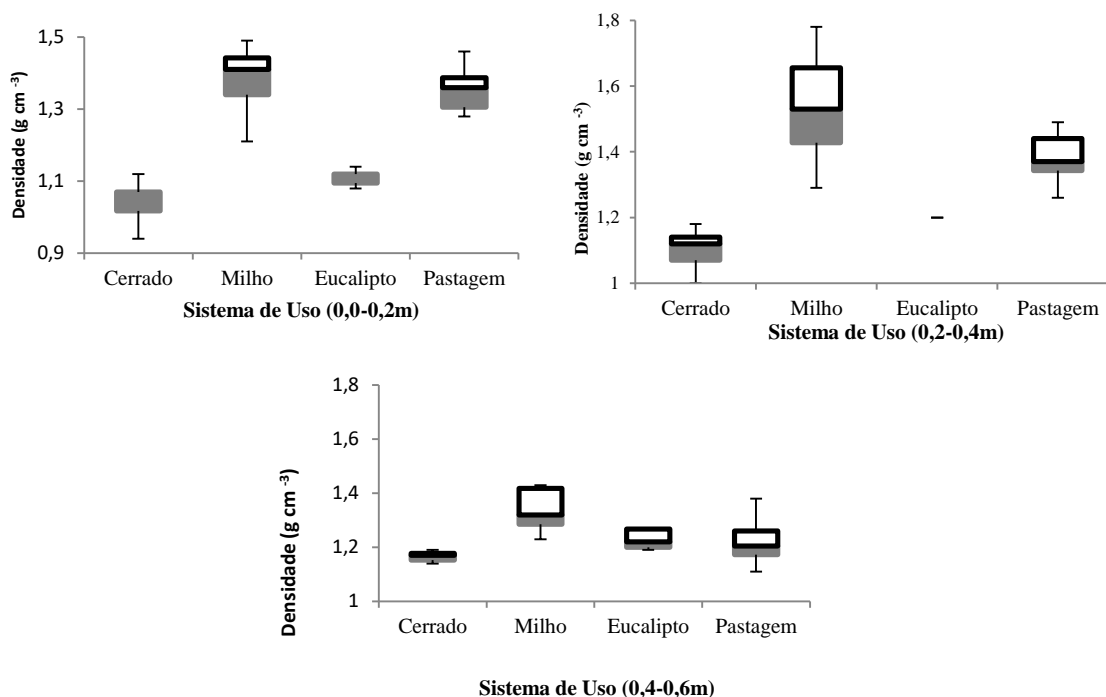 Densidade (g cm -3)
1,5
1,3
1,1
0,9
Cerrado Milho Eucalipto Pastagem
Sistema de Uso (0,0-0,2m)
Densidade (g cm -3)
1,8
1,6
1,4
1,2
1
Cerrado Milho Eucalipto Pastagem
Sistema de Uso (0,2-0,4m)
Densidade (g cm -3)
1,8
1,6
1,4
1,2
1
Cerrado Milho Eucalipto Pastagem
Sistema de Uso (0,4-0,6m)